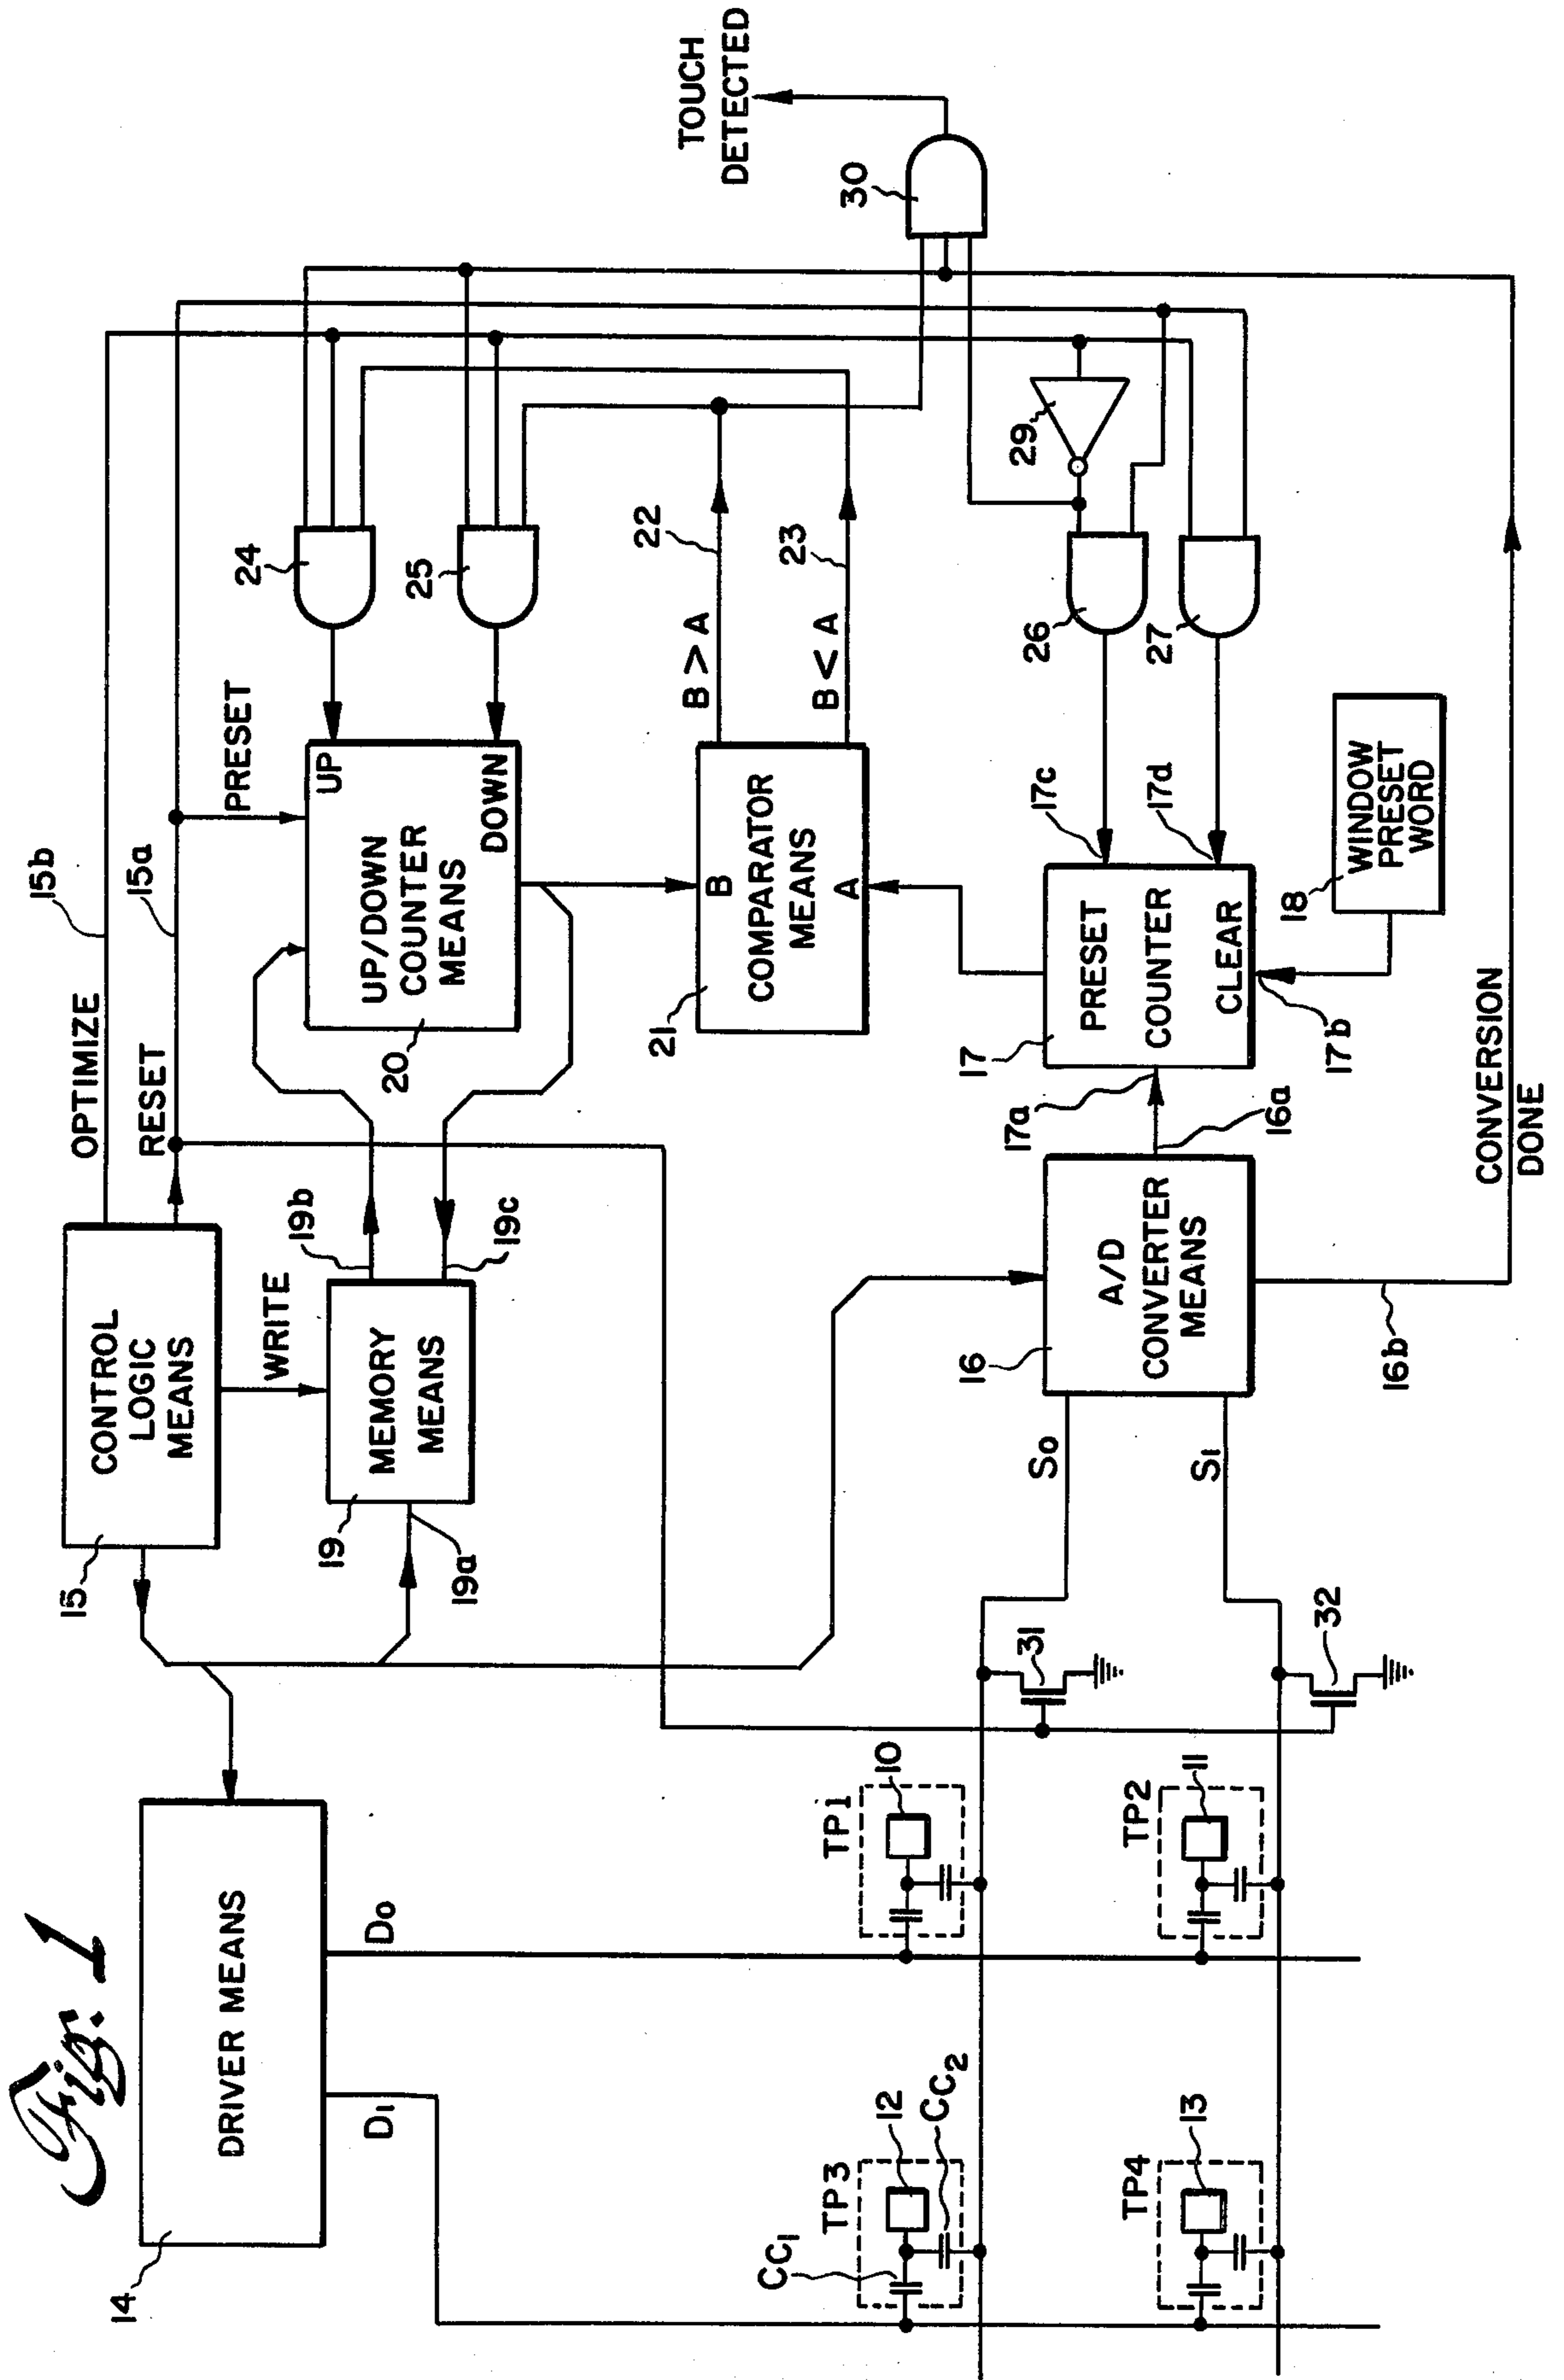 Fig. 1
14
DRIVER MEANS
D1
D0
15
CONTROL
LOGIC
MEANS
OPTIMIZE
15b
RESET
15a
WRITE
PRESET
19
MEMORY
MEANS
19a
19b
19c
20
UP/DOWN
COUNTER
MEANS
UP
DOWN
24
25
21
COMPARATOR
MEANS
B
A
B > A
22
B < A
23
30
TOUCH
DETECTED
TP3
12
CC1
CC2
TP1
10
31
S0
TP4
13
TP2
11
32
S1
16
A/D
CONVERTER
MEANS
16a
16b
17a
17
PRESET
COUNTER
CLEAR
17b
17c
17d
18
WINDOW
PRESET
WORD
26
27
29
CONVERSION
DONE